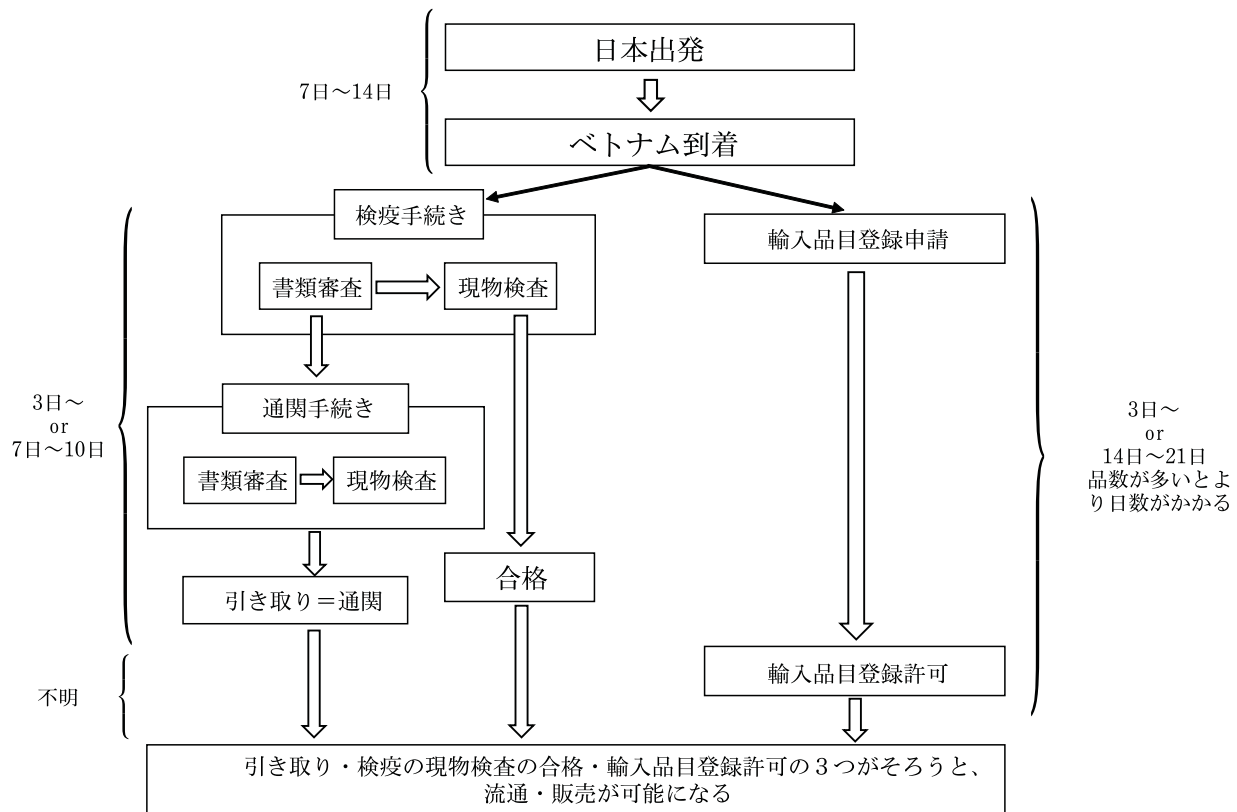 日本出発
7日～14日
ベトナム到着
検疫手続き
輸入品目登録申請
書類審査
現物検査
通関手続き
3日～
or
7日～10日
3日～
or
14日～21日
品数が多いとよ
り日数がかかる
書類審査
現物検査
合格
引き取り＝通関
輸入品目登録許可
不明
引き取り・検疫の現物検査の合格・輸入品目登録許可の３つがそろうと、
流通・販売が可能になる